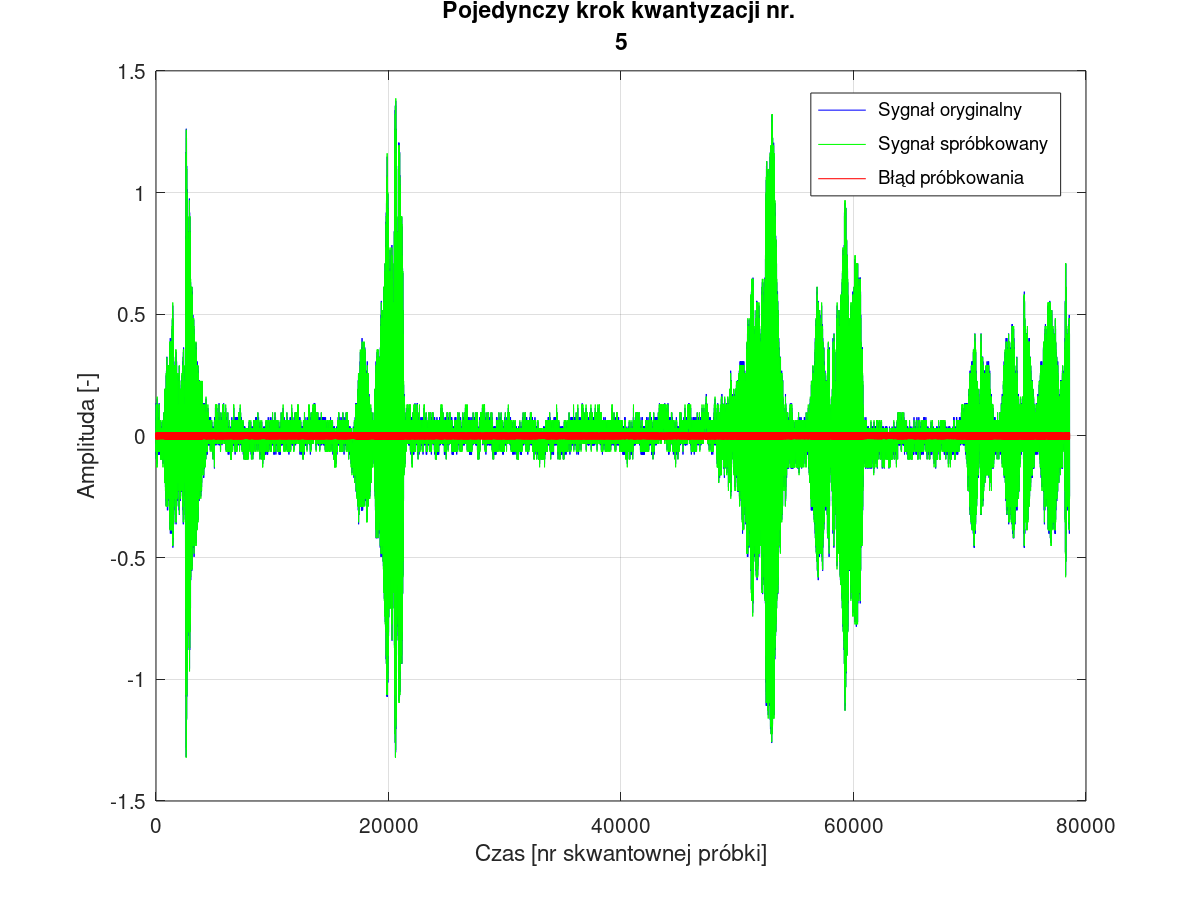 Pojedynczy krok kwantyzacji nr.
5
1.5
1
0.5
0
-0.5
-1
-1.5
Amplituda [-]
Sygnał oryginalny
Sygnał spróbkowany
Błąd próbkowania
0 20000 40000 60000 80000
Czas [nr skwantownej próbki]